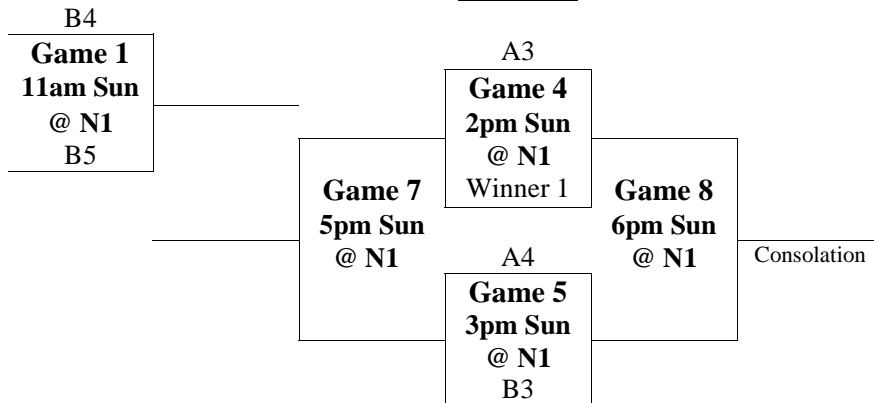 B4
Game 1
11am Sun
@ N1
B5
A3
Game 4
2pm Sun
@ N1
Winner 1
Game 7
5pm Sun
@ N1
Game 8
6pm Sun
@ N1
Consolation
A4
Game 5
3pm Sun
@ N1
B3